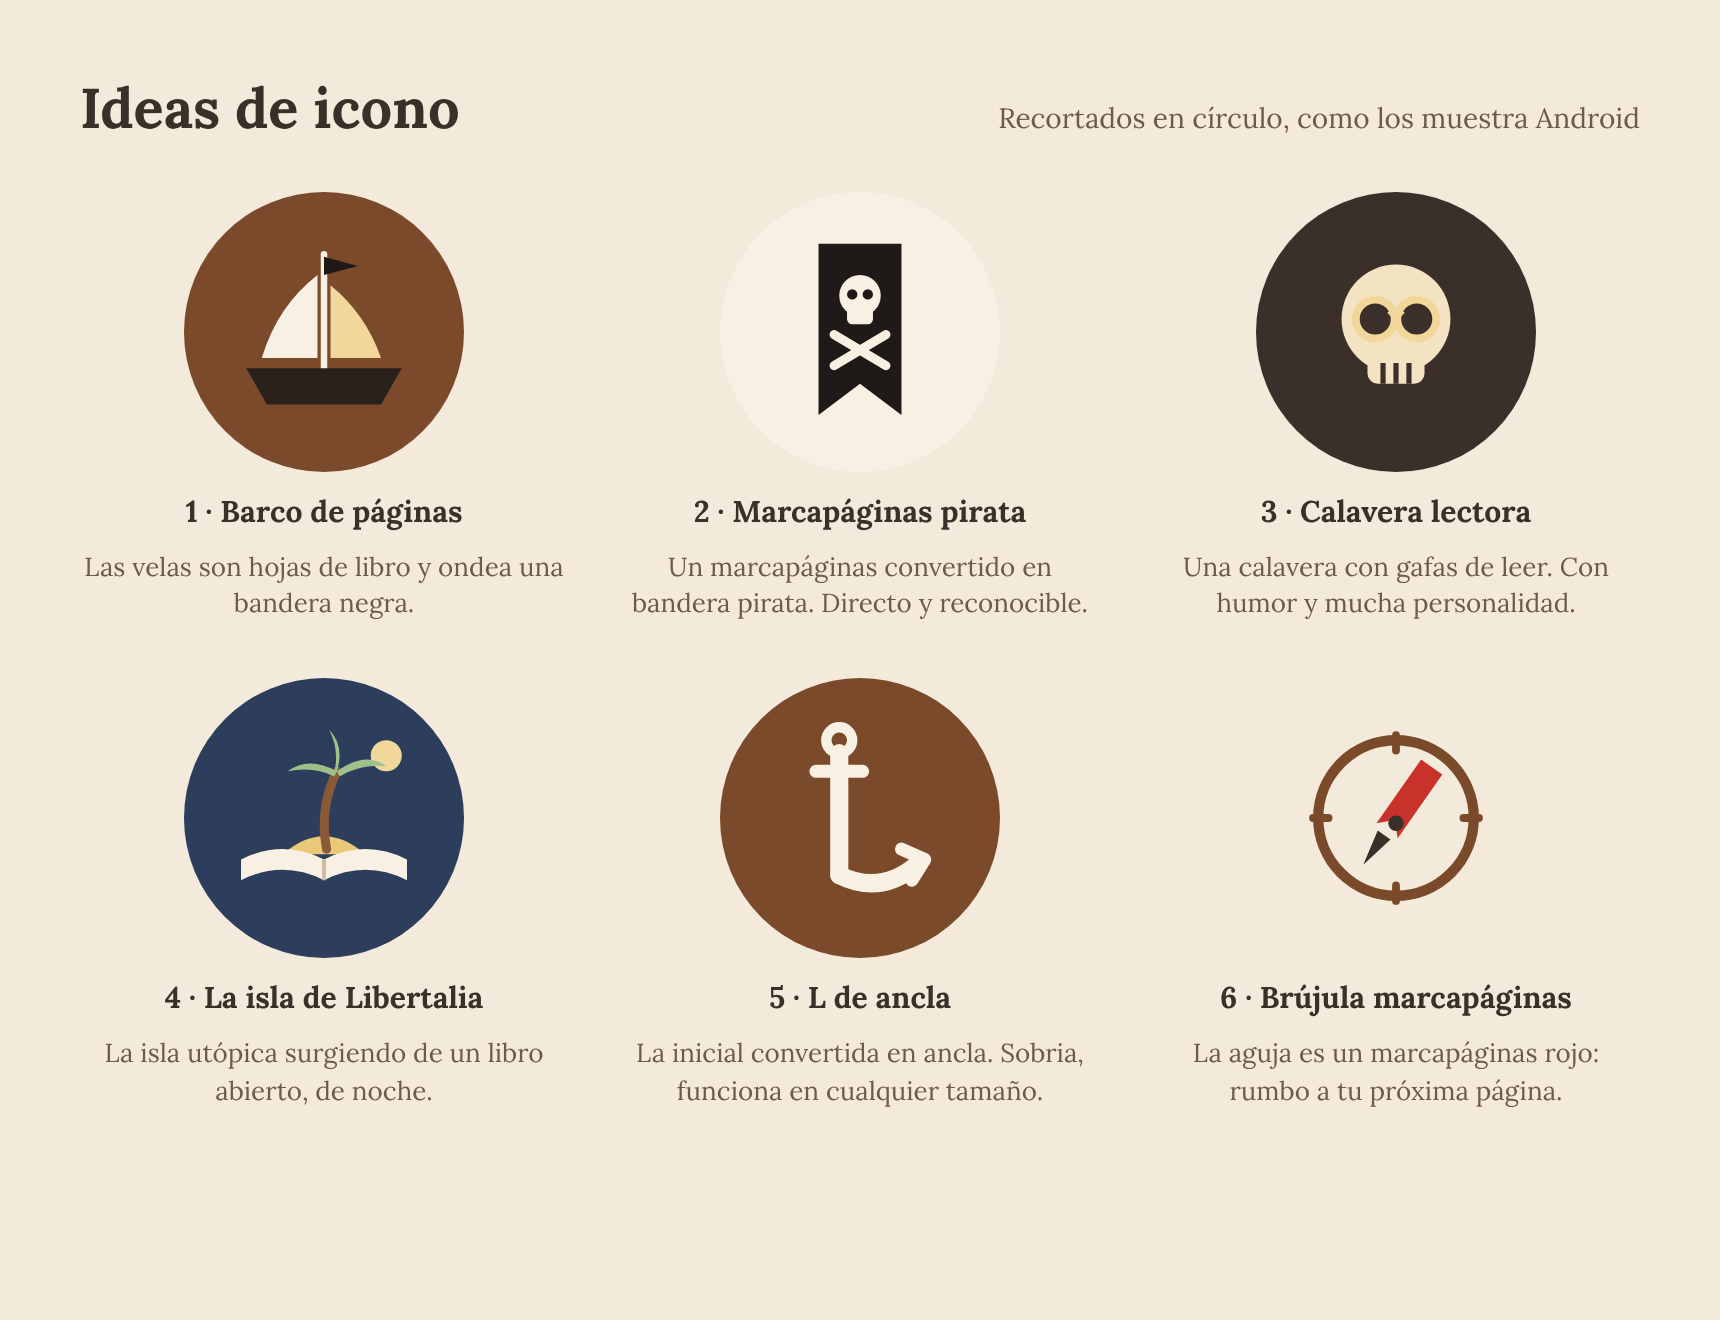 Ideas de icono
Recortados en círculo, como los muestra Android
1 · Barco de páginas
Las velas son hojas de libro y ondea una
bandera negra.
2 · Marcapáginas pirata
Un marcapáginas convertido en
bandera pirata. Directo y reconocible.
3 · Calavera lectora
Una calavera con gafas de leer. Con
humor y mucha personalidad.
4 · La isla de Libertalia
La isla utópica surgiendo de un libro
abierto, de noche.
5 · L de ancla
La inicial convertida en ancla. Sobria,
funciona en cualquier tamaño.
6 · Brújula marcapáginas
La aguja es un marcapáginas rojo:
rumbo a tu próxima página.